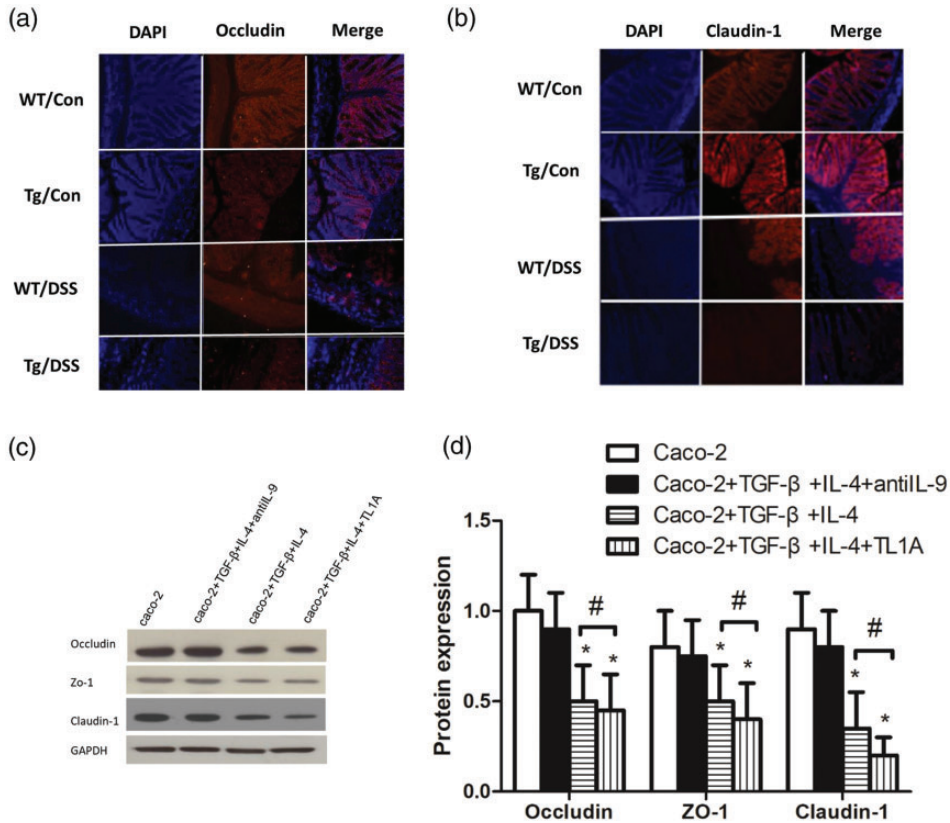 (a)
DAPI Occludin Merge
WT/Con
Tg/Con
WT/DSS
Tg/DSS
(b)
DAPI Claudin-1 Merge
WT/Con
Tg/Con
WT/DSS
Tg/DSS
(c)
caco-2
caco-2+TGF-β+IL-4+antiIL-9
caco-2+TGF-β+IL-4
caco-2+TGF-β+IL-4+TL1A
Occludin
Zo-1
Claudin-1
GAPDH
(d)
Caco-2
Caco-2+TGF-β +IL-4+antiIL-9
Caco-2+TGF-β +IL-4
Caco-2+TGF-β +IL-4+TL1A
Protein expression
1.5
1.0
0.5
0.0
# # #
* * * * * *
Occludin ZO-1 Claudin-1